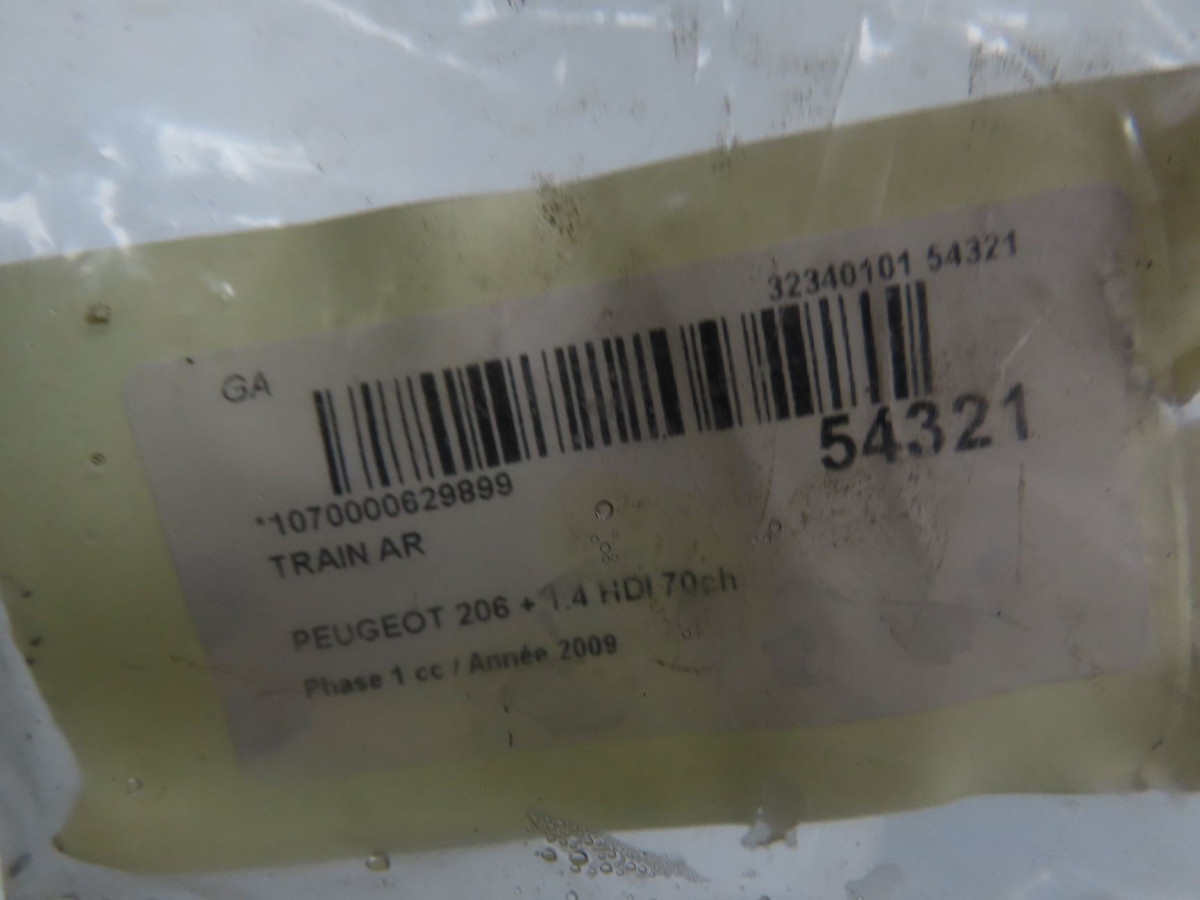 32340101 54321
GA
54321
*1070000629899
TRAIN AR
PEUGEOT 206 + 1.4 HDI 70ch
Phase 1 cc / Année 2009